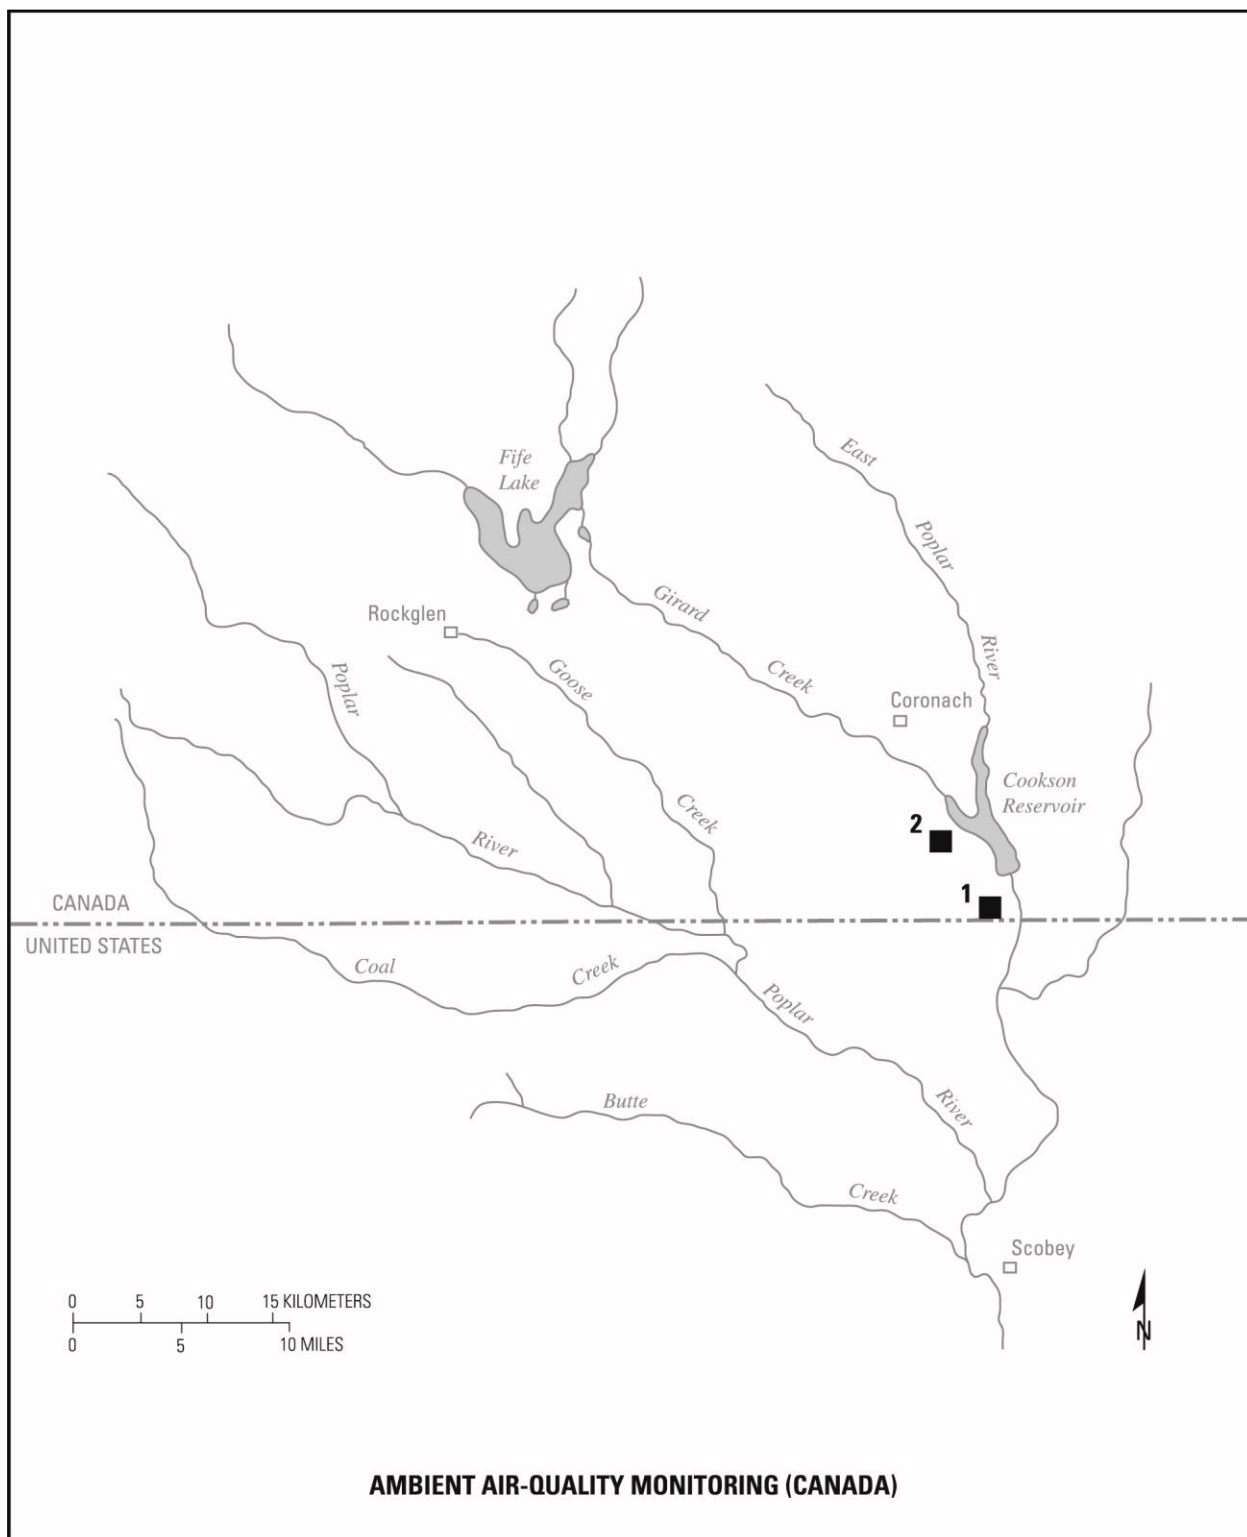 Fife
Lake
East
Poplar
River
Girard
Creek
Rockglen
Goose
Creek
Poplar
River
Coronach
Cookson
Reservoir
2
1
CANADA
UNITED STATES
Coal
Creek
Poplar
River
Butte
Creek
Scobey
0 5 10 15 KILOMETERS
0 5 10 MILES
N
AMBIENT AIR-QUALITY MONITORING (CANADA)